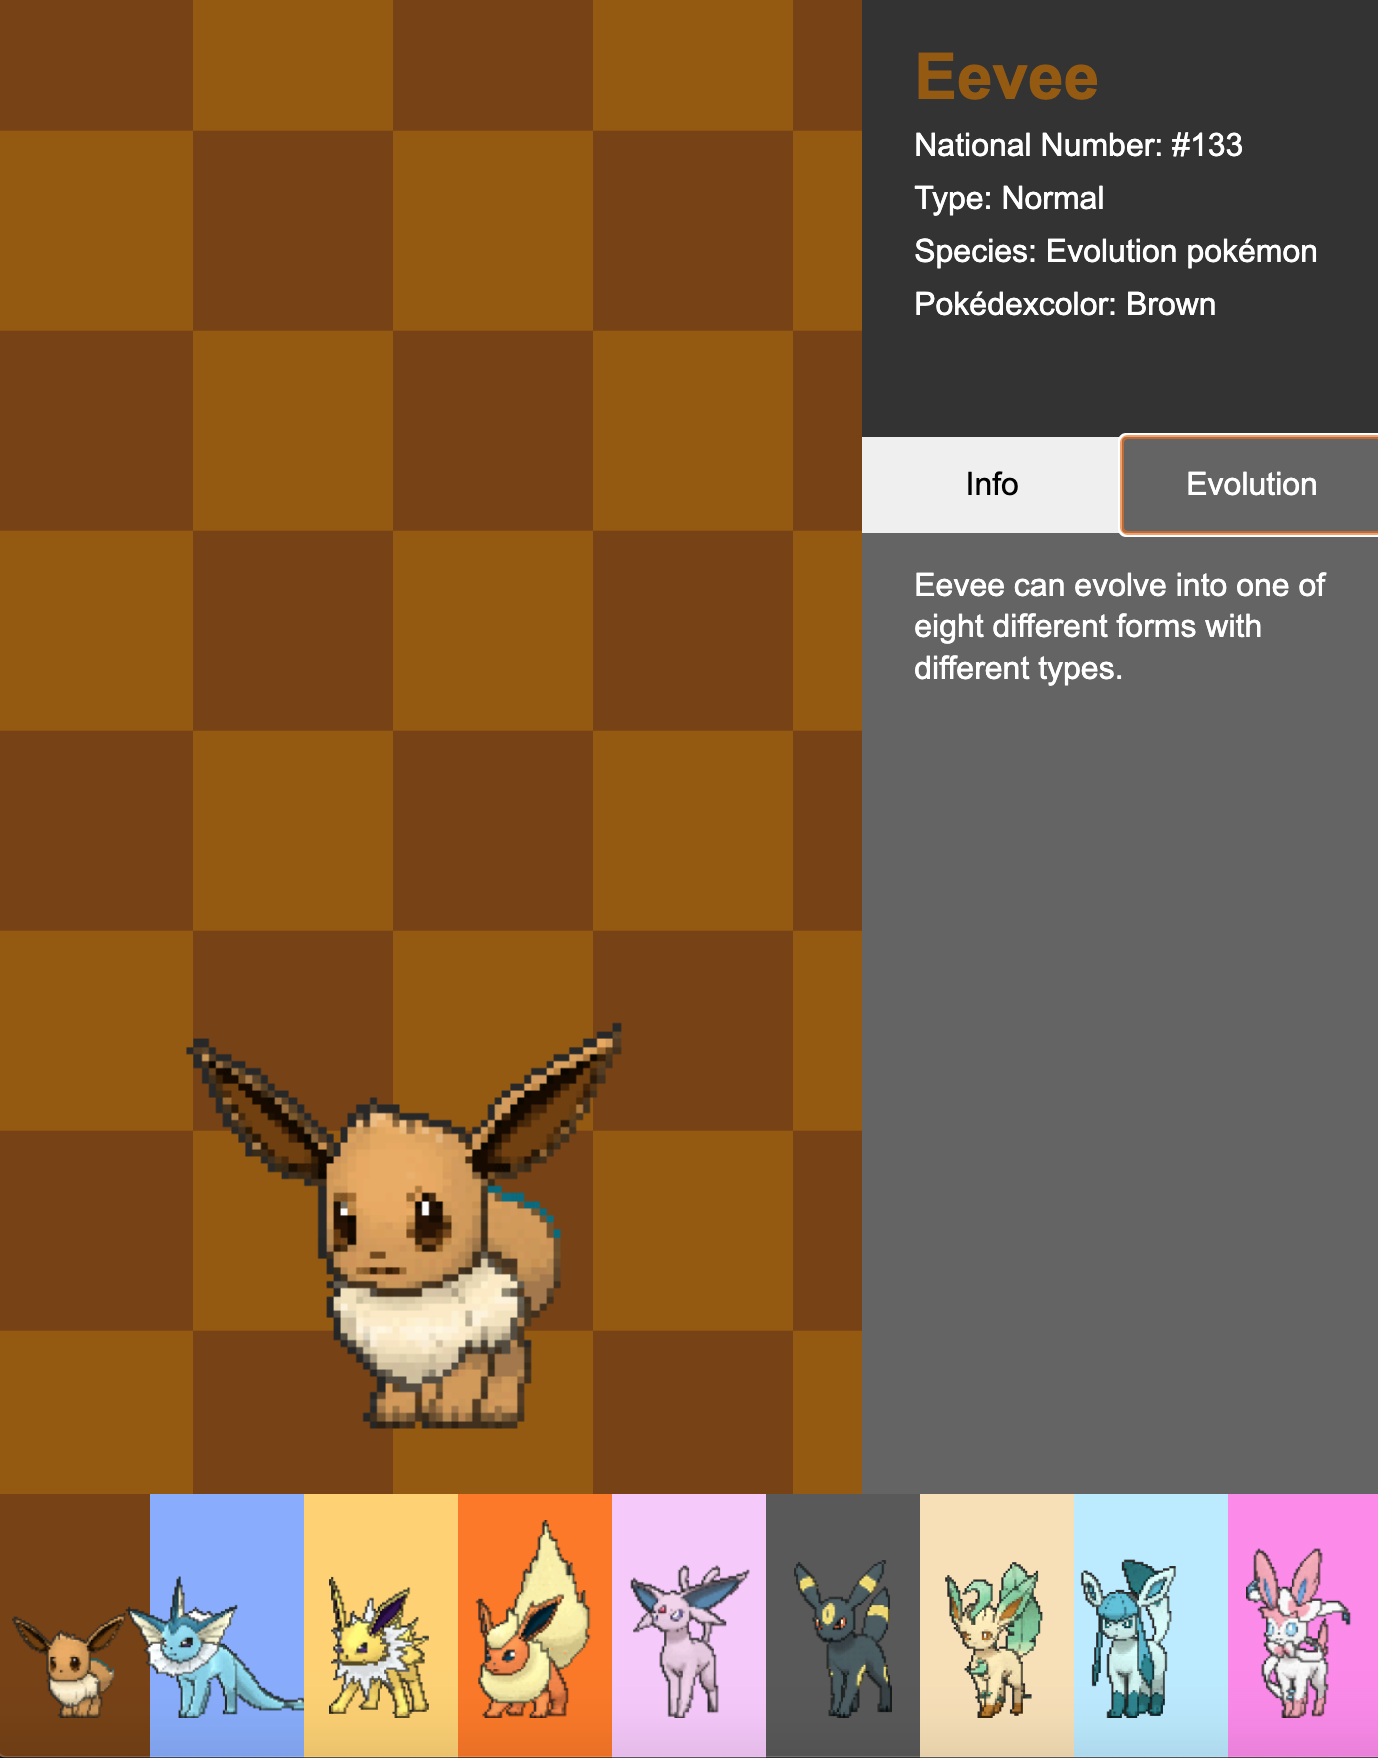 Eevee
National Number: #133
Type: Normal
Species: Evolution pokémon
Pokédexcolor: Brown
Info
Evolution
Eevee can evolve into one of
eight different forms with
different types.